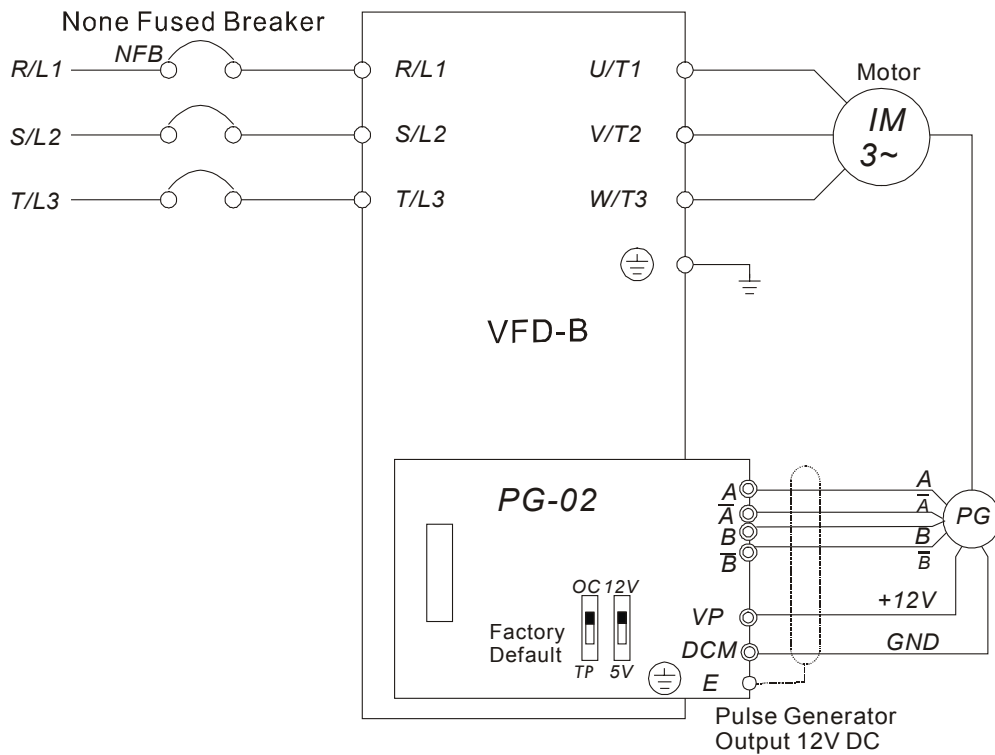 None Fused Breaker
NFB
R/L1
R/L1
U/T1
Motor
IM
3~
S/L2
S/L2
V/T2
T/L3
T/L3
W/T3
VFD-B
PG-02
A
A̅
B
B̅
A
A̅
B
B̅
PG
OC 12V
Factory
Default
TP 5V
VP
+12V
DCM
GND
E
Pulse Generator
Output 12V DC